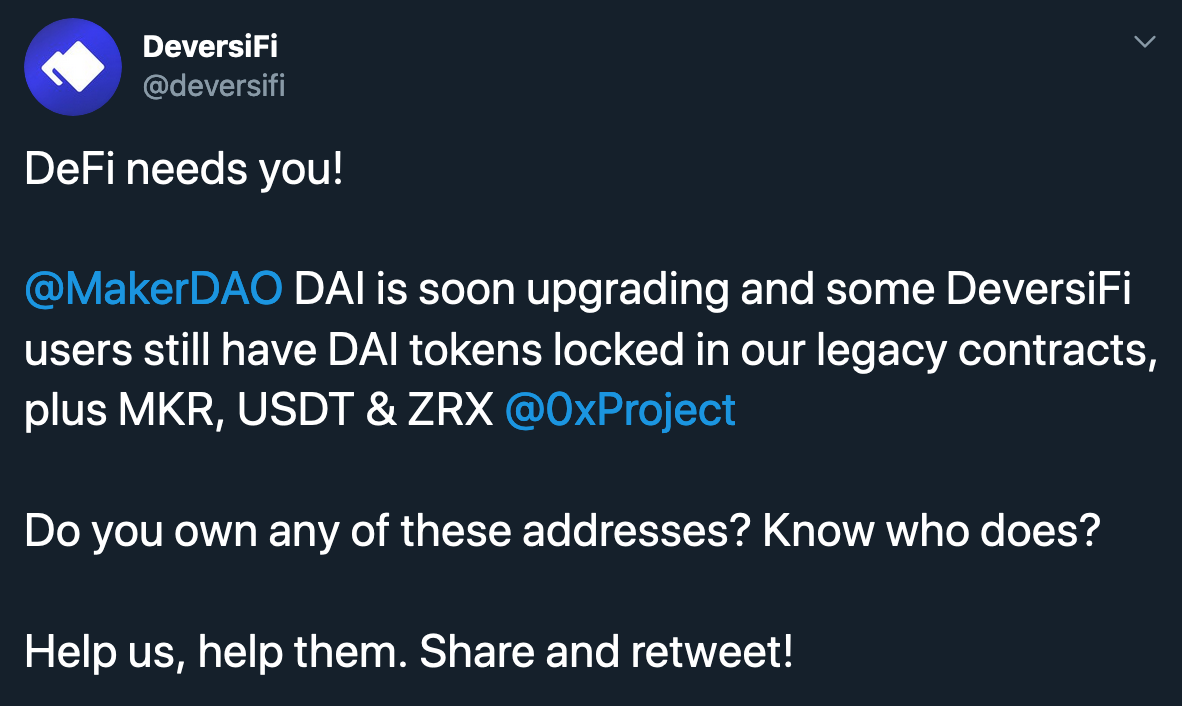 DeversiFi
@deversifi
DeFi needs you!
@MakerDAO DAI is soon upgrading and some DeversiFi
users still have DAI tokens locked in our legacy contracts,
plus MKR, USDT & ZRX @0xProject
Do you own any of these addresses? Know who does?
Help us, help them. Share and retweet!